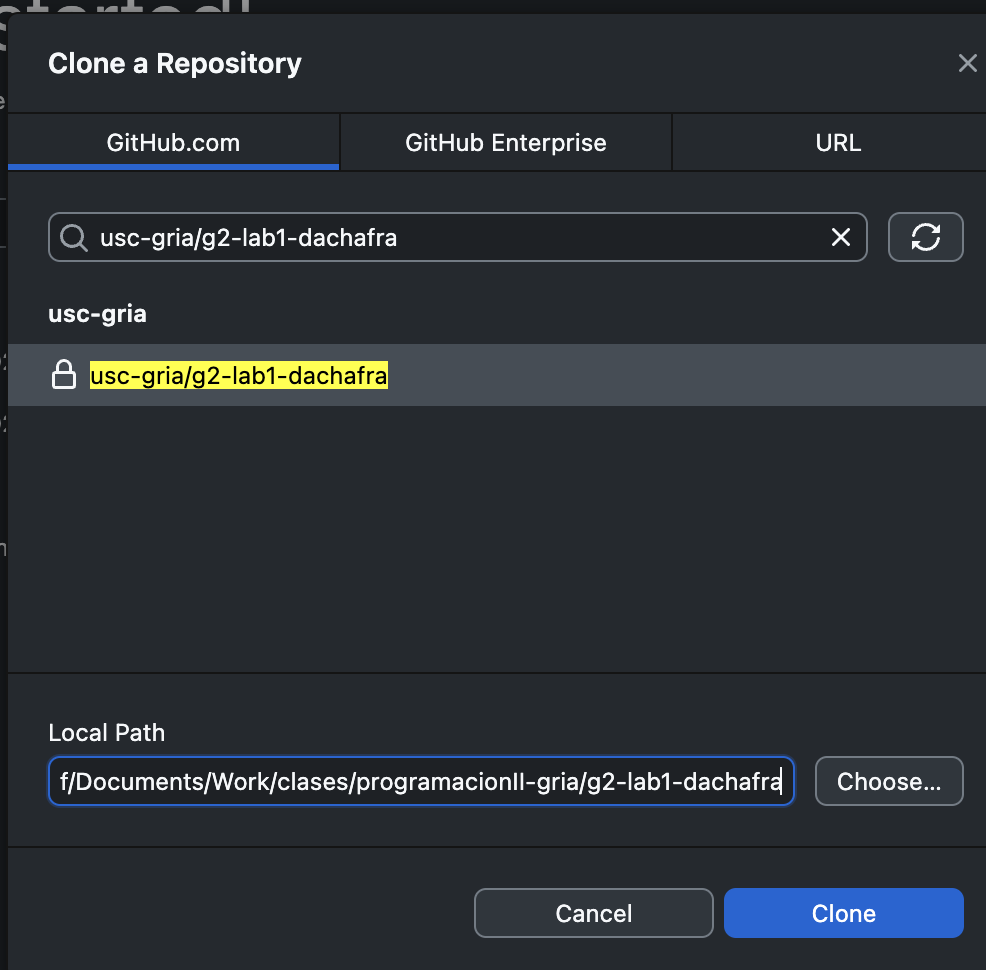 started!
Clone a Repository
GitHub.com
GitHub Enterprise
URL
usc-gria/g2-lab1-dachafra
usc-gria
usc-gria/g2-lab1-dachafra
Local Path
f/Documents/Work/clases/programacionII-gria/g2-lab1-dachafra
Choose...
Cancel
Clone